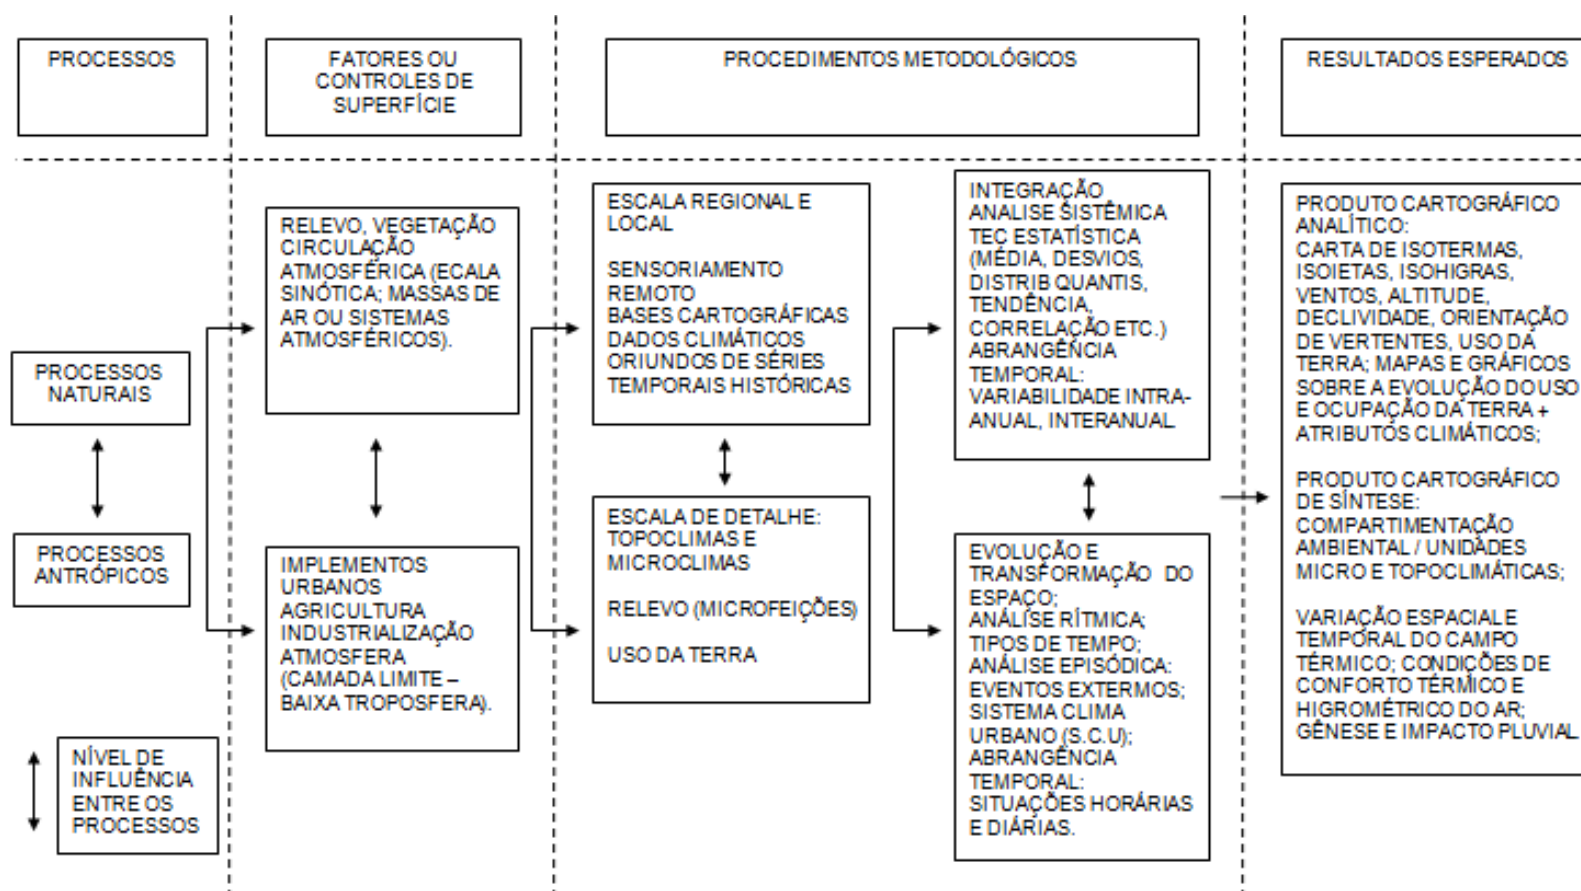 PROCESSOS
FATORES OU
CONTROLES DE
SUPERFÍCIE
PROCEDIMENTOS METODOLÓGICOS
RESULTADOS ESPERADOS
PROCESSOS
NATURAIS
PROCESSOS
ANTRÓPICOS
NÍVEL DE
INFLUÊNCIA
ENTRE OS
PROCESSOS
RELEVO, VEGETAÇÃO
CIRCULAÇÃO
ATMOSFÉRICA (ECALA
SINÓTICA; MASSAS DE
AR OU SISTEMAS
ATMOSFÉRICOS).
IMPLEMENTOS
URBANOS
AGRICULTURA
INDUSTRIALIZAÇÃO
ATMOSFERA
(CAMADA LIMITE –
BAIXA TROPOSFERA).
ESCALA REGIONAL E
LOCAL
SENSORIAMENTO
REMOTO
BASES CARTOGRÁFICAS
DADOS CLIMÁTICOS
ORIUNDOS DE SÉRIES
TEMPORAIS HISTÓRICAS
ESCALA DE DETALHE:
TOPOCLIMAS E
MICROCLIMAS
RELEVO (MICROFEIÇÕES)
USO DA TERRA
INTEGRAÇÃO
ANALISE SISTÊMICA
TEC ESTATÍSTICA
(MÉDIA, DESVIOS,
DISTRIB QUANTIS,
TENDÊNCIA,
CORRELAÇÃO ETC.)
ABRANGÊNCIA
TEMPORAL:
VARIABILIDADE INTRA-
ANUAL, INTERANUAL.
EVOLUÇÃO E
TRANSFORMAÇÃO DO
ESPAÇO;
ANÁLISE RÍTMICA;
TIPOS DE TEMPO;
ANÁLISE EPISÓDICA:
EVENTOS EXTERMOS;
SISTEMA CLIMA
URBANO (S.C.U);
ABRANGÊNCIA
TEMPORAL:
SITUAÇÕES HORÁRIAS
E DIÁRIAS.
PRODUTO CARTOGRÁFICO
ANALÍTICO:
CARTA DE ISOTERMAS,
ISOIETAS, ISOHIGRAS,
VENTOS, ALTITUDE,
DECLIVIDADE, ORIENTAÇÃO
DE VERTENTES, USO DA
TERRA; MAPAS E GRÁFICOS
SOBRE A EVOLUÇÃO DO USO
E OCUPAÇÃO DA TERRA +
ATRIBUTOS CLIMÁTICOS;
PRODUTO CARTOGRÁFICO
DE SÍNTESE:
COMPARTIMENTAÇÃO
AMBIENTAL / UNIDADES
MICRO E TOPOCLIMÁTICAS;
VARIAÇÃO ESPACIAL E
TEMPORAL DO CAMPO
TÉRMICO; CONDIÇÕES DE
CONFORTO TÉRMICO E
HIGROMÉTRICO DO AR;
GÊNESE E IMPACTO PLUVIAL.